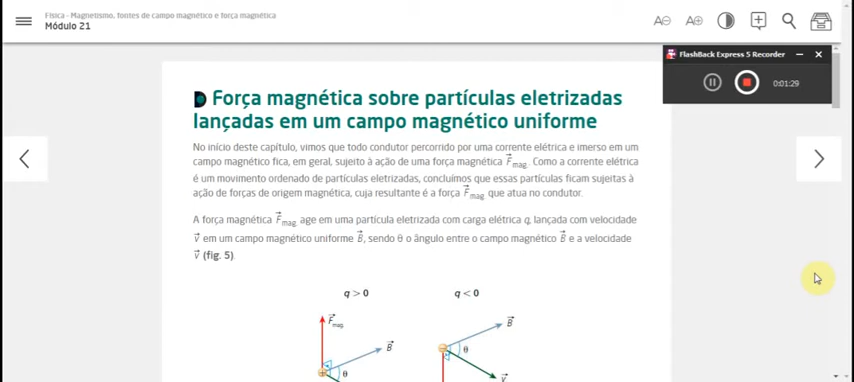 Física - Magnetismo, fontes de campo magnético e força magnética
Módulo 21
A A
FlashBack Express 5 Recorder
0:01:29
Força magnética sobre partículas eletrizadas
lançadas em um campo magnético uniforme
No início deste capítulo, vimos que todo condutor percorrido por uma corrente elétrica e imerso em um
campo magnético fica, em geral, sujeito à ação de uma força magnética F⃗mag. Como a corrente elétrica
é um movimento ordenado de partículas eletrizadas, concluímos que essas partículas ficam sujeitas à
ação de forças de origem magnética, cuja resultante é a força F⃗mag. que atua no condutor.
A força magnética F⃗mag. age em uma partícula eletrizada com carga elétrica q, lançada com velocidade
v⃗ em um campo magnético uniforme B⃗, sendo θ o ângulo entre o campo magnético B⃗ e a velocidade
v⃗ (fig. 5).
q > 0 q < 0
F⃗mag.
B⃗
B⃗
θ
θ
v⃗